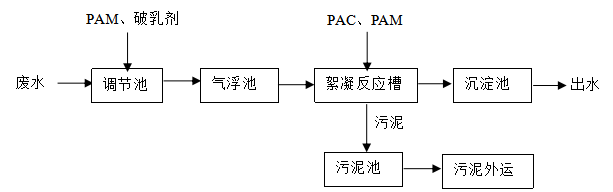 PAM、破乳剂
PAC、PAM
废水
调节池
气浮池
絮凝反应槽
沉淀池
出水
污泥
污泥池
污泥外运